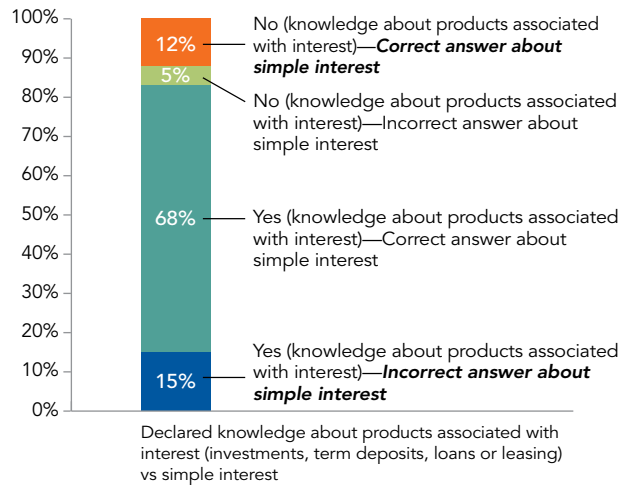 100%
90%
80%
70%
60%
50%
40%
30%
20%
10%
0%
12%
5%
68%
15%
No (knowledge about products associated
with interest)—Correct answer about
simple interest
No (knowledge about products associated
with interest)—Incorrect answer about
simple interest
Yes (knowledge about products associated
with interest)—Correct answer about
simple interest
Yes (knowledge about products associated
with interest)—Incorrect answer about
simple interest
Declared knowledge about products associated with
interest (investments, term deposits, loans or leasing)
vs simple interest